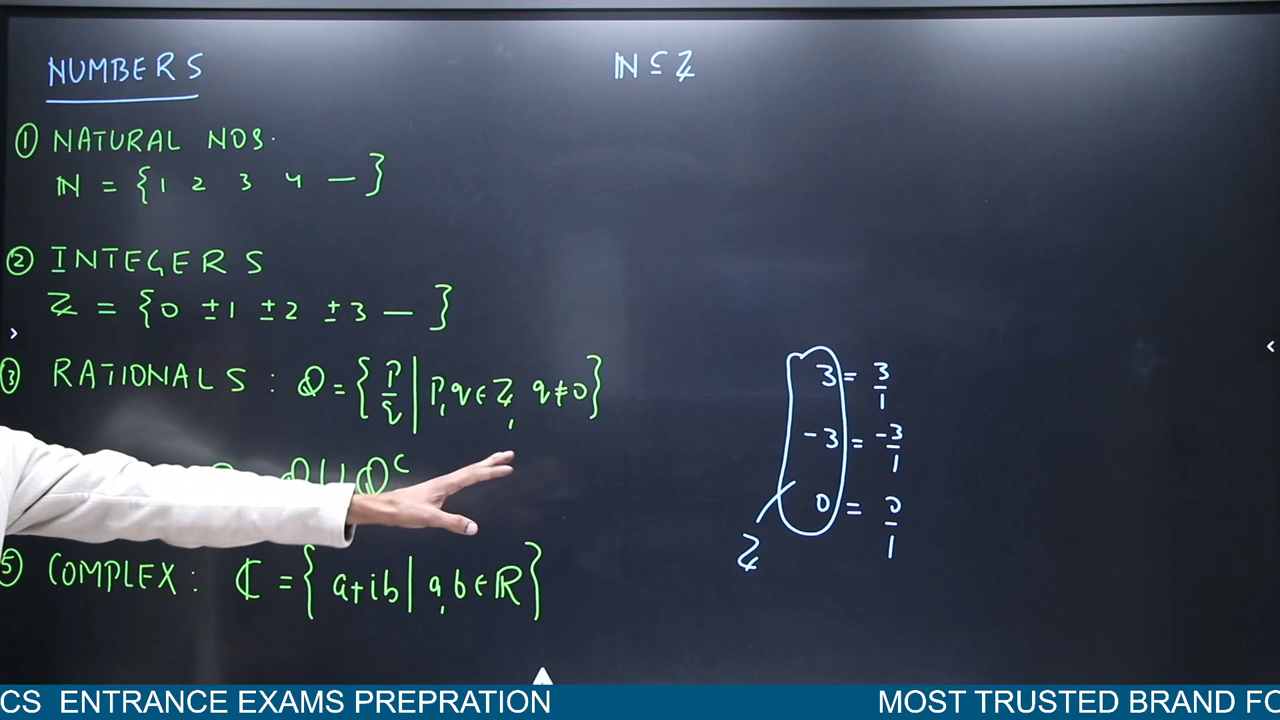 NUMBERS
ℕ ⊆ ℤ
① NATURAL NOS.
ℕ = {1 2 3 4 — }
② INTEGERS
ℤ = {0 ±1 ±2 ±3 — }
③ RATIONALS : ℚ = { p/q | p, q ∈ ℤ, q ≠ 0 }
ℚ ∪ ℚᶜ
⑤ COMPLEX : ℂ = { a+ib | a, b ∈ ℝ }
3 = 3/1
-3 = -3/1
0 = 0/1
ℤ
CS ENTRANCE EXAMS PREPRATION
MOST TRUSTED BRAND